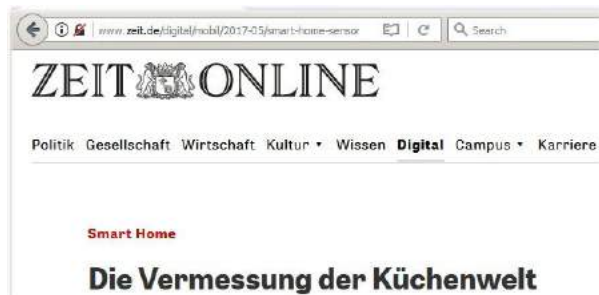 www.zeit.de/digital/mobil/2017-05/smart-home-sensor Search
ZEIT ONLINE
Politik Gesellschaft Wirtschaft Kultur Wissen Digital Campus Karriere
Smart Home
Die Vermessung der Küchenwelt